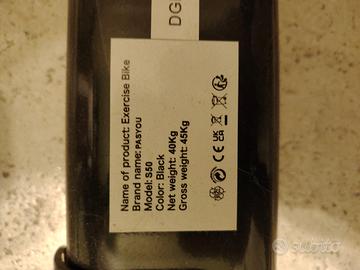 DG
Name of product: Exercise Bike
Brand name: PASYOU
Model: S50
Color: Black
Net weight: 40Kg
Gross weight: 45Kg
CE
UK
CA
subito